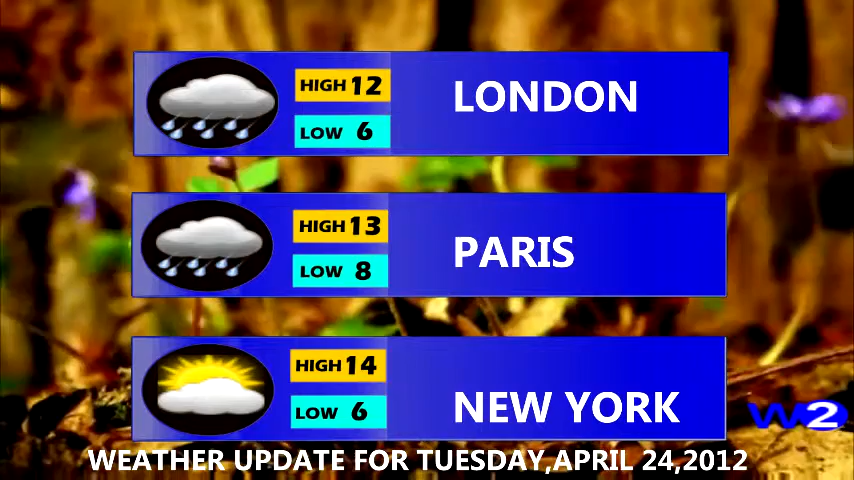 HIGH 12
LONDON
LOW 6
HIGH 13
PARIS
LOW 8
HIGH 14
LOW 6
NEW YORK
W2
WEATHER UPDATE FOR TUESDAY,APRIL 24,2012